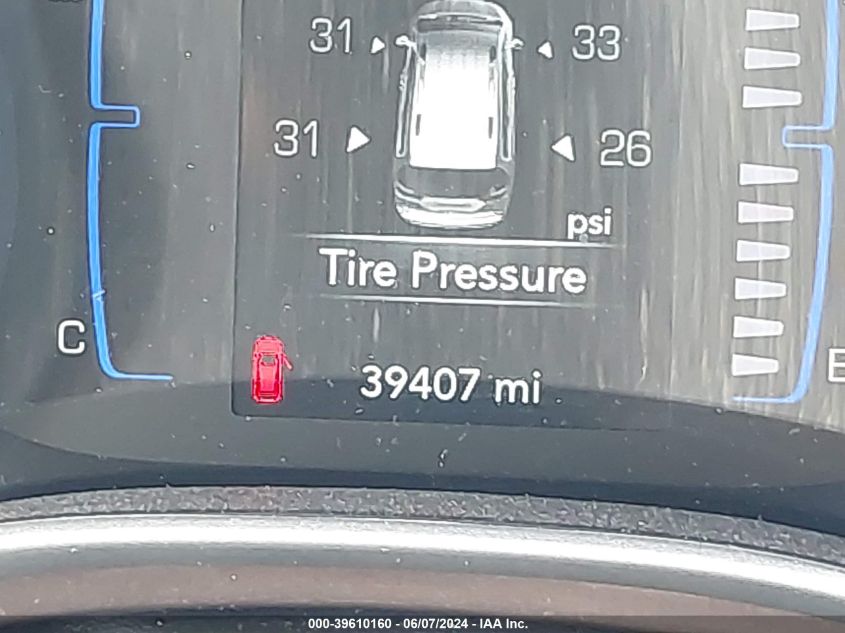 31 33
31 26
psi
Tire Pressure
C
E
39407 mi
000-39610160 - 06/07/2024 - IAA Inc.